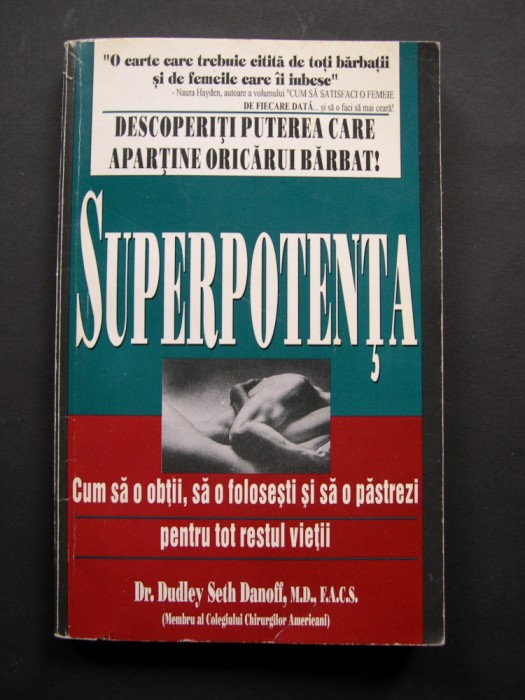 "O carte care trebuie citită de toți bărbații
și de femeile care îi iubesc"
- Naura Hayden, autoare a volumului "CUM SĂ SATISFACI O FEMEIE
DE FIECARE DATĂ... și să o faci să mai ceară!
DESCOPERIȚI PUTEREA CARE
APARȚINE ORICĂRUI BĂRBAT!
SUPERPOTENȚA
Cum să o obții, să o folosești și să o păstrezi
pentru tot restul vieții
Dr. Dudley Seth Danoff, M.D., F.A.C.S.
(Membru al Colegiului Chirurgilor Americani)